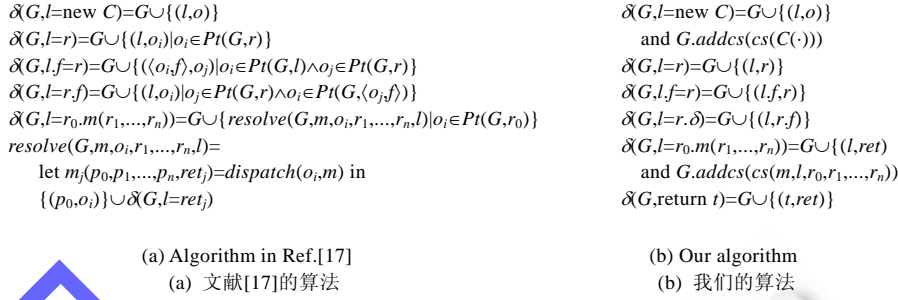 δ(G,l=new C)=G∪{(l,o)}
δ(G,l=r)=G∪{(l,oᵢ)|oᵢ∈Pt(G,r)}
δ(G,l.f=r)=G∪{(⟨oᵢ,f⟩,oⱼ)|oᵢ∈Pt(G,l)∧oⱼ∈Pt(G,r)}
δ(G,l=r.f)=G∪{(l,oᵢ)|oⱼ∈Pt(G,r)∧oᵢ∈Pt(G,⟨oⱼ,f⟩)}
δ(G,l=r₀.m(r₁,...,rₙ))=G∪{resolve(G,m,oᵢ,r₁,...,rₙ,l)|oᵢ∈Pt(G,r₀)}
resolve(G,m,oᵢ,r₁,...,rₙ,l)=
let mⱼ(p₀,p₁,...,pₙ,retⱼ)=dispatch(oᵢ,m) in
{(p₀,oᵢ)}∪δ(G,l=retⱼ)
(a) Algorithm in Ref.[17]
(a) 文献[17]的算法
δ(G,l=new C)=G∪{(l,o)}
and G.addcs(cs(C(·)))
δ(G,l=r)=G∪{(l,r)}
δ(G,l.f=r)=G∪{(l.f,r)}
δ(G,l=r.δ)=G∪{(l,r.f)}
δ(G,l=r₀.m(r₁,...,rₙ))=G∪{(l,ret)
and G.addcs(cs(m,l,r₀,r₁,...,rₙ))
δ(G,return t)=G∪{(t,ret)}
(b) Our algorithm
(b) 我们的算法